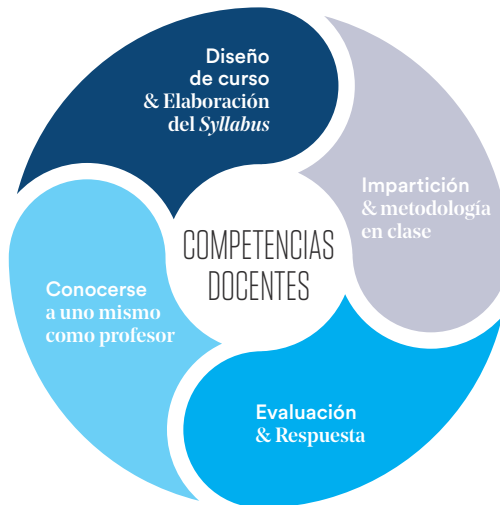 Diseño
de curso
& Elaboración
del Syllabus
Impartición
& metodología
en clase
COMPETENCIAS
DOCENTES
Conocerse
a uno mismo
como profesor
Evaluación
& Respuesta